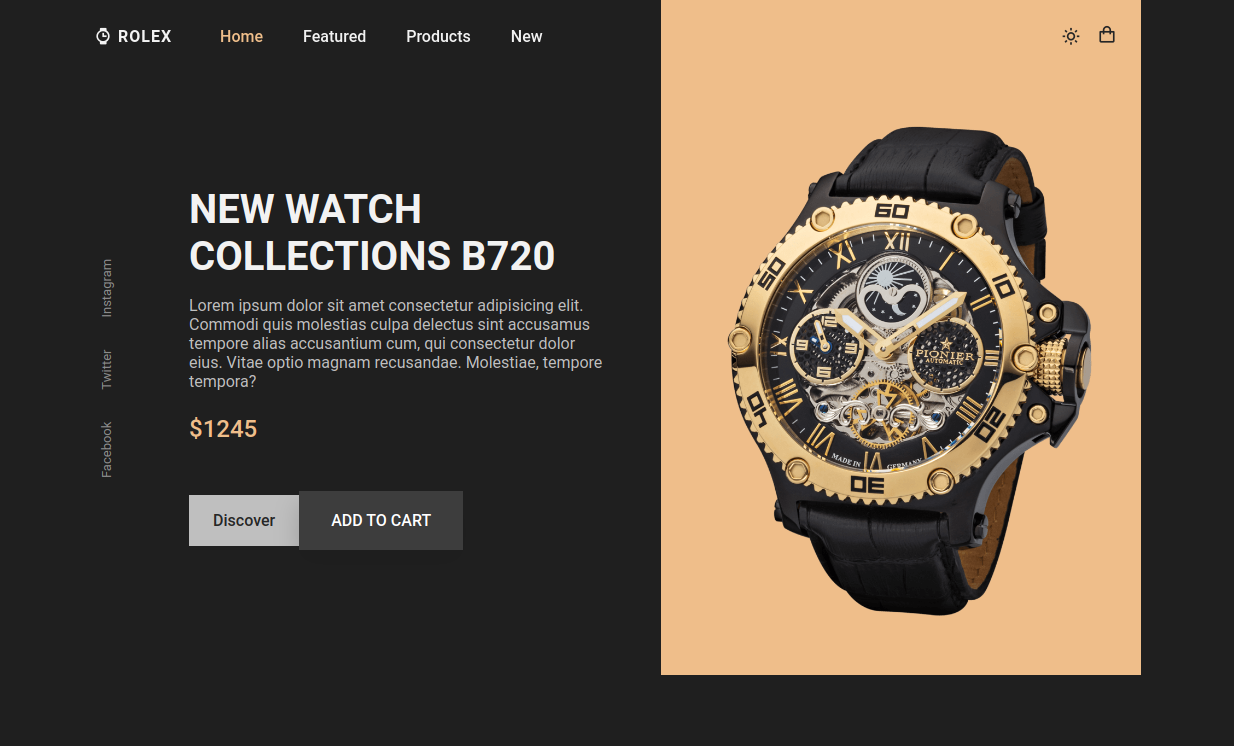 ROLEX
Home
Featured
Products
New
Instagram
Twitter
Facebook
NEW WATCH
COLLECTIONS B720
Lorem ipsum dolor sit amet consectetur adipisicing elit.
Commodi quis molestias culpa delectus sint accusamus
tempore alias accusantium cum, qui consectetur dolor
eius. Vitae optio magnam recusandae. Molestiae, tempore
tempora?
$1245
Discover
ADD TO CART
60
10
20
30
40
50
XII
PIONIER
AUTOMATIC
MADE IN
GERMANY